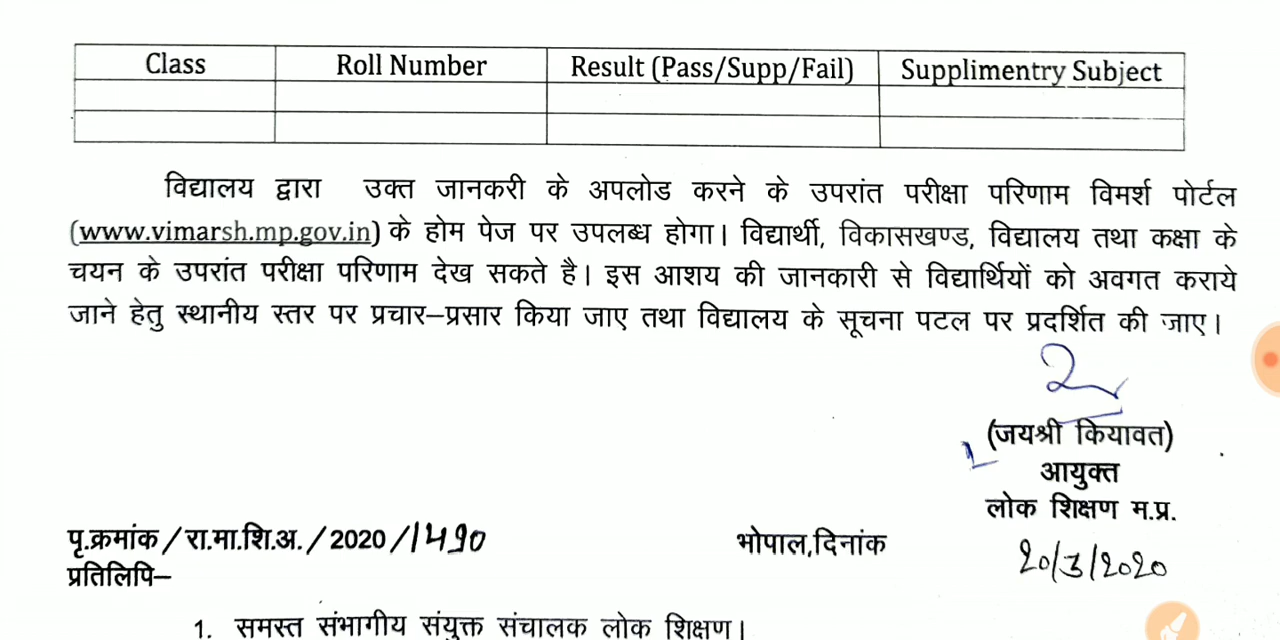 Class Roll Number Result (Pass/Supp/Fail) Supplimentry Subject
विद्यालय द्वारा उक्त जानकरी के अपलोड करने के उपरांत परीक्षा परिणाम विमर्श पोर्टल
(www.vimarsh.mp.gov.in) के होम पेज पर उपलब्ध होगा। विद्यार्थी, विकासखण्ड, विद्यालय तथा कक्षा के
चयन के उपरांत परीक्षा परिणाम देख सकते है। इस आशय की जानकारी से विद्यार्थियों को अवगत कराये
जाने हेतु स्थानीय स्तर पर प्रचार–प्रसार किया जाए तथा विद्यालय के सूचना पटल पर प्रदर्शित की जाए।
(जयश्री कियावत)
आयुक्त
लोक शिक्षण म.प्र.
पृ.क्रमांक / रा.मा.शि.अ. / 2020 / 1490 भोपाल,दिनांक 20/3/2020
प्रतिलिपि–
1. समस्त संभागीय संयुक्त संचालक लोक शिक्षण।